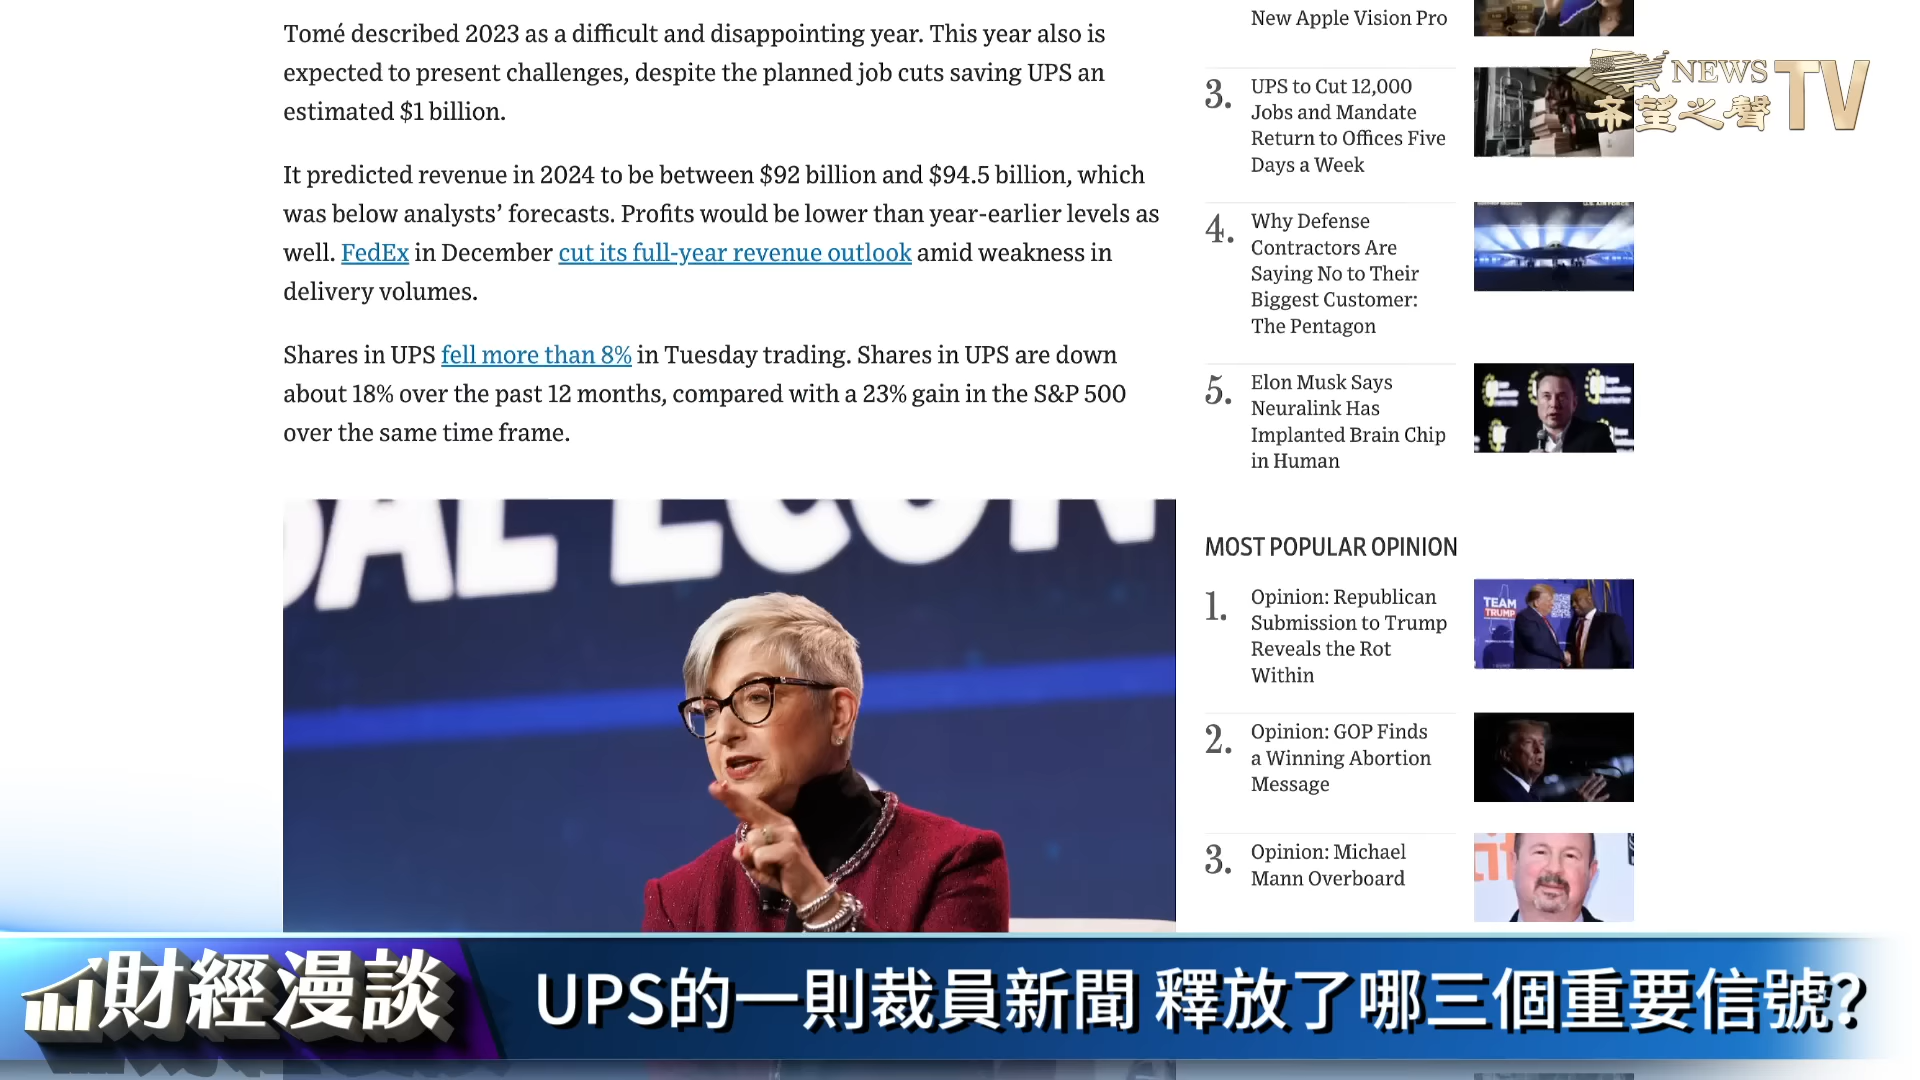 Tomé described 2023 as a difficult and disappointing year. This year also is
expected to present challenges, despite the planned job cuts saving UPS an
estimated $1 billion.
It predicted revenue in 2024 to be between $92 billion and $94.5 billion, which
was below analysts’ forecasts. Profits would be lower than year-earlier levels as
well. FedEx in December cut its full-year revenue outlook amid weakness in
delivery volumes.
Shares in UPS fell more than 8% in Tuesday trading. Shares in UPS are down
about 18% over the past 12 months, compared with a 23% gain in the S&P 500
over the same time frame.
BAL ECON
New Apple Vision Pro
3.
UPS to Cut 12,000
Jobs and Mandate
Return to Offices Five
Days a Week
4.
Why Defense
Contractors Are
Saying No to Their
Biggest Customer:
The Pentagon
5.
Elon Musk Says
Neuralink Has
Implanted Brain Chip
in Human
MOST POPULAR OPINION
1.
Opinion: Republican
Submission to Trump
Reveals the Rot
Within
TEAM
TRUMP
2.
Opinion: GOP Finds
a Winning Abortion
Message
3.
Opinion: Michael
Mann Overboard
NEWS
希望之聲
TV
財經漫談
UPS的一則裁員新聞 釋放了哪三個重要信號?